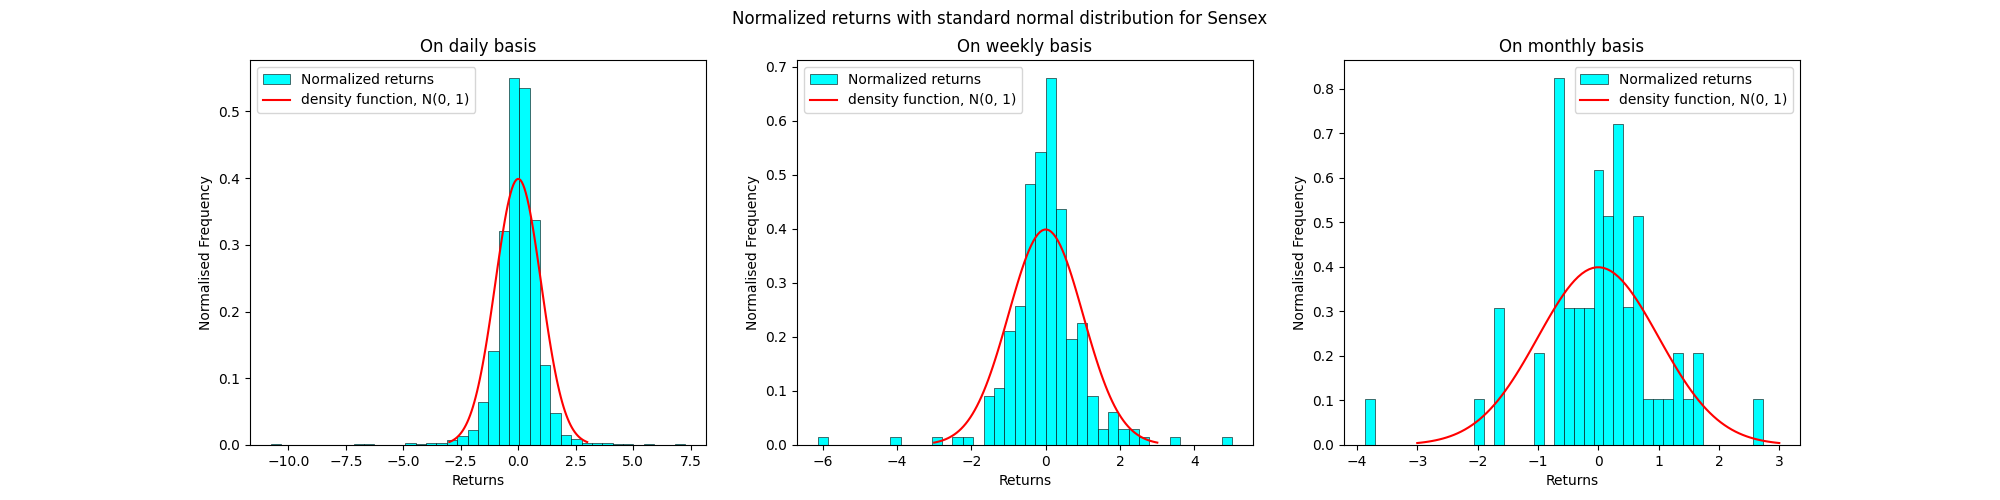 Normalized returns with standard normal distribution for Sensex
On daily basis
Normalized returns
density function, N(0, 1)
Normalised Frequency
0.5
0.4
0.3
0.2
0.1
0.0
−10.0 −7.5 −5.0 −2.5 0.0 2.5 5.0 7.5
Returns
On weekly basis
Normalized returns
density function, N(0, 1)
Normalised Frequency
0.7
0.6
0.5
0.4
0.3
0.2
0.1
0.0
−6 −4 −2 0 2 4
Returns
On monthly basis
Normalized returns
density function, N(0, 1)
Normalised Frequency
0.8
0.7
0.6
0.5
0.4
0.3
0.2
0.1
0.0
−4 −3 −2 −1 0 1 2 3
Returns